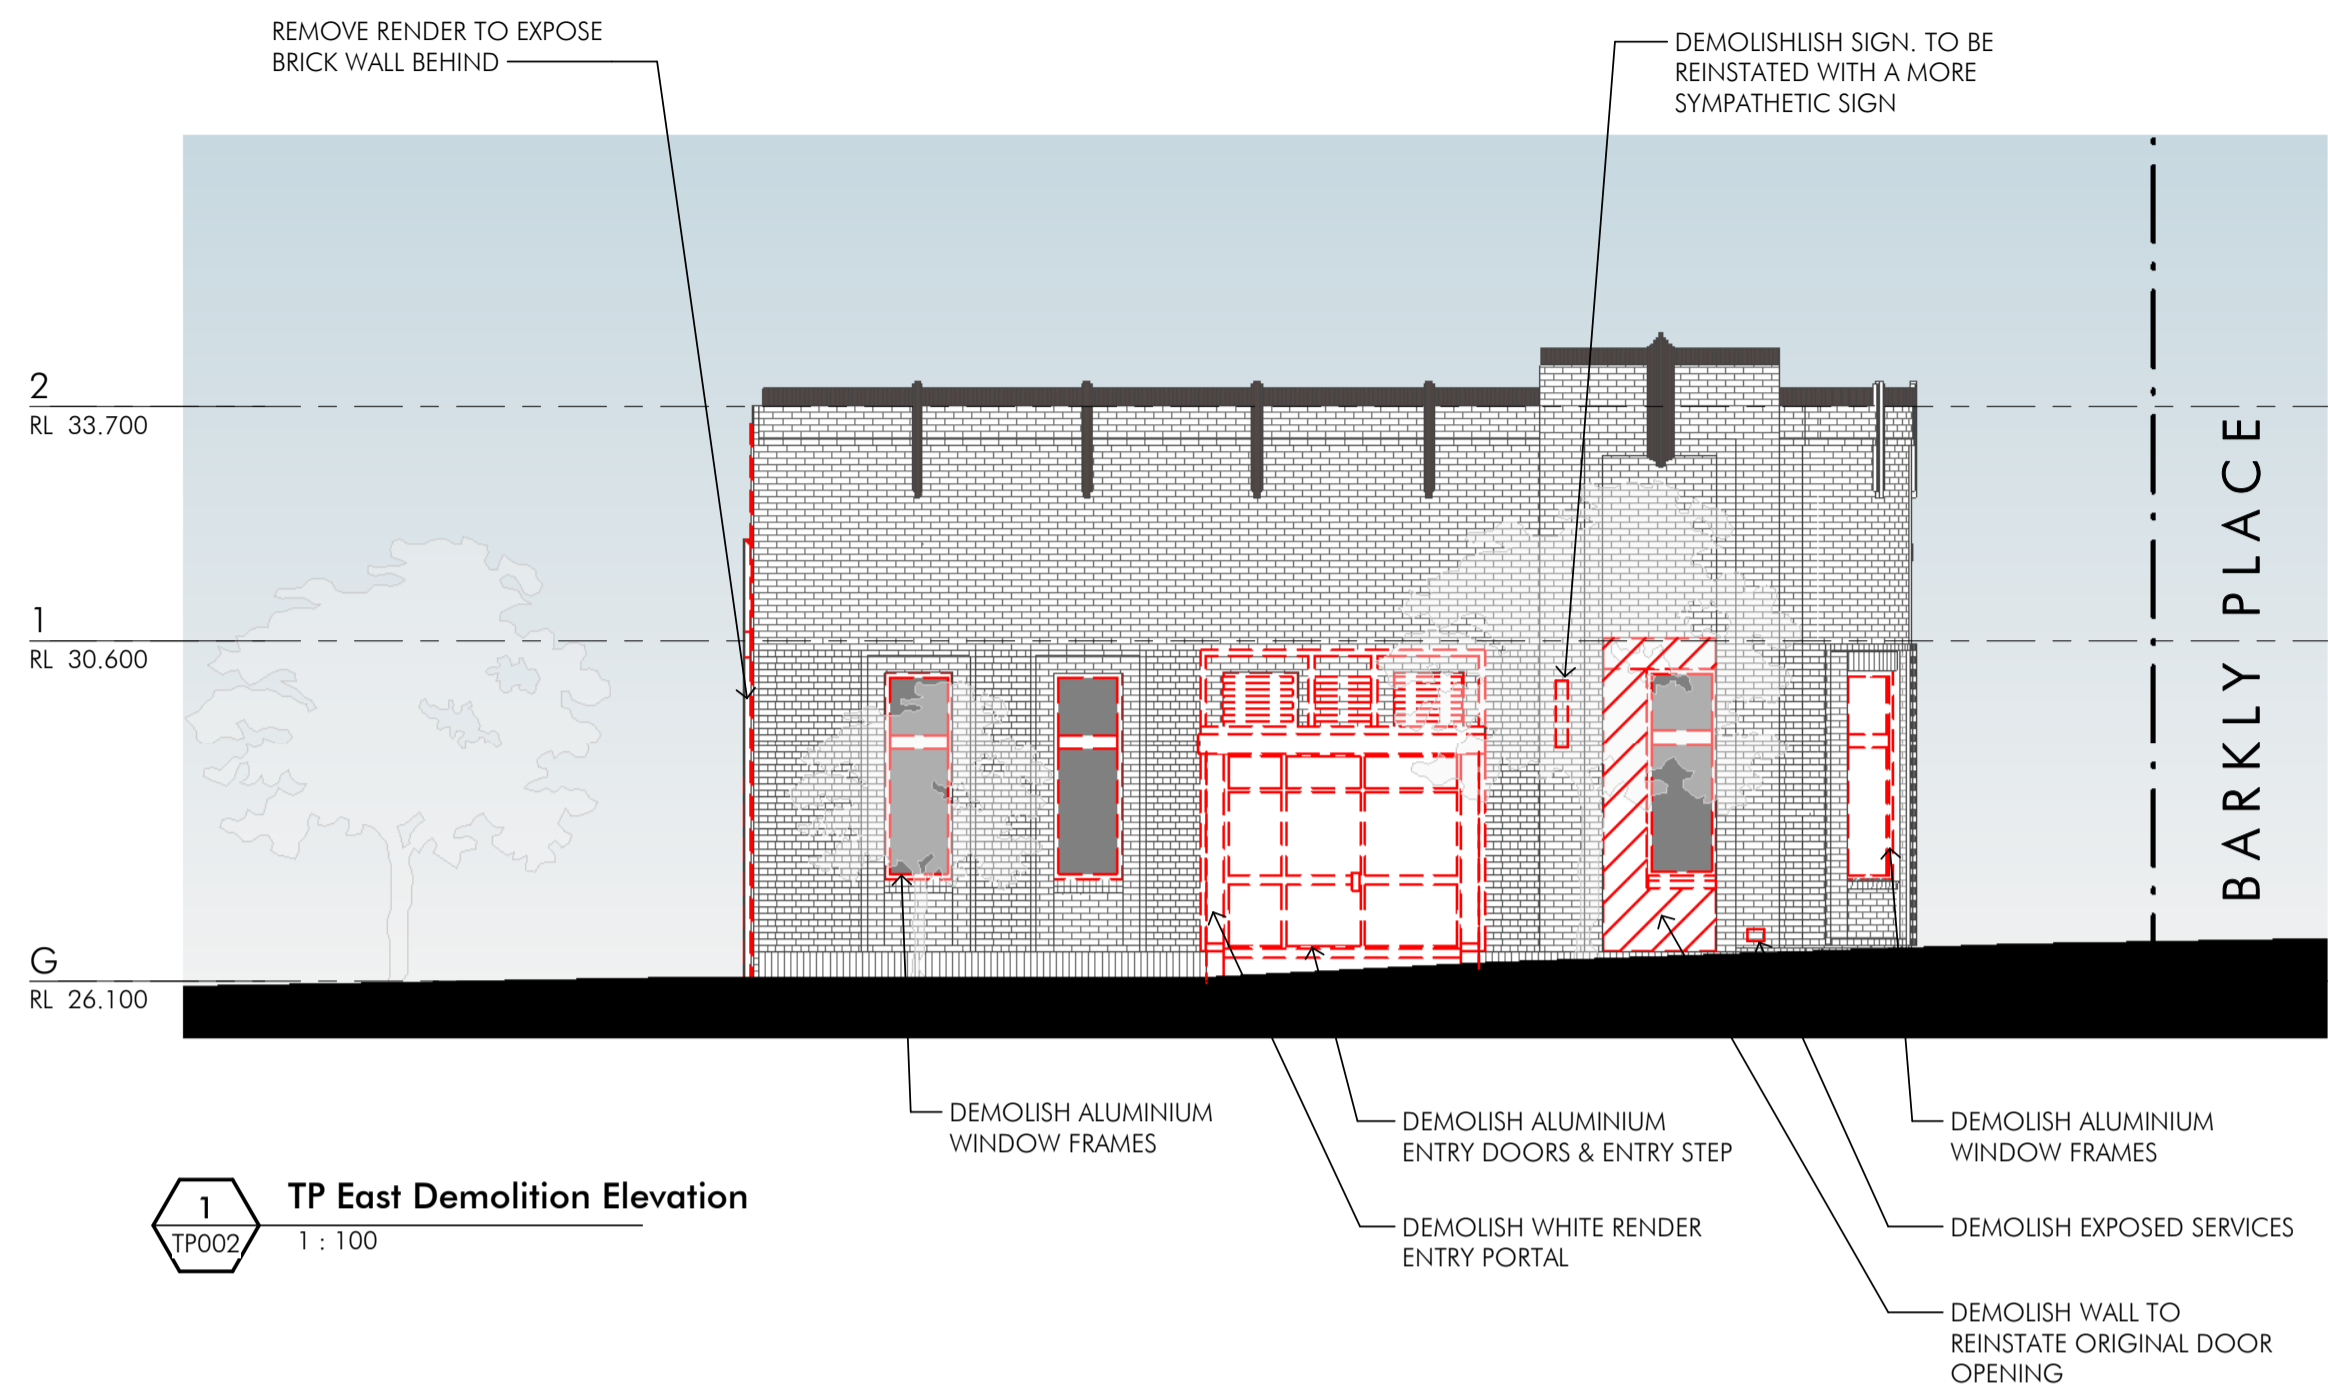 REMOVE RENDER TO EXPOSE
BRICK WALL BEHIND
DEMOLISHLISH SIGN. TO BE
REINSTATED WITH A MORE
SYMPATHETIC SIGN
2
RL 33.700
1
RL 30.600
G
RL 26.100
BARKLY PLACE
DEMOLISH ALUMINIUM
WINDOW FRAMES
DEMOLISH ALUMINIUM
ENTRY DOORS & ENTRY STEP
DEMOLISH ALUMINIUM
WINDOW FRAMES
DEMOLISH WHITE RENDER
ENTRY PORTAL
DEMOLISH EXPOSED SERVICES
DEMOLISH WALL TO
REINSTATE ORIGINAL DOOR
OPENING
1
TP002
TP East Demolition Elevation
1 : 100